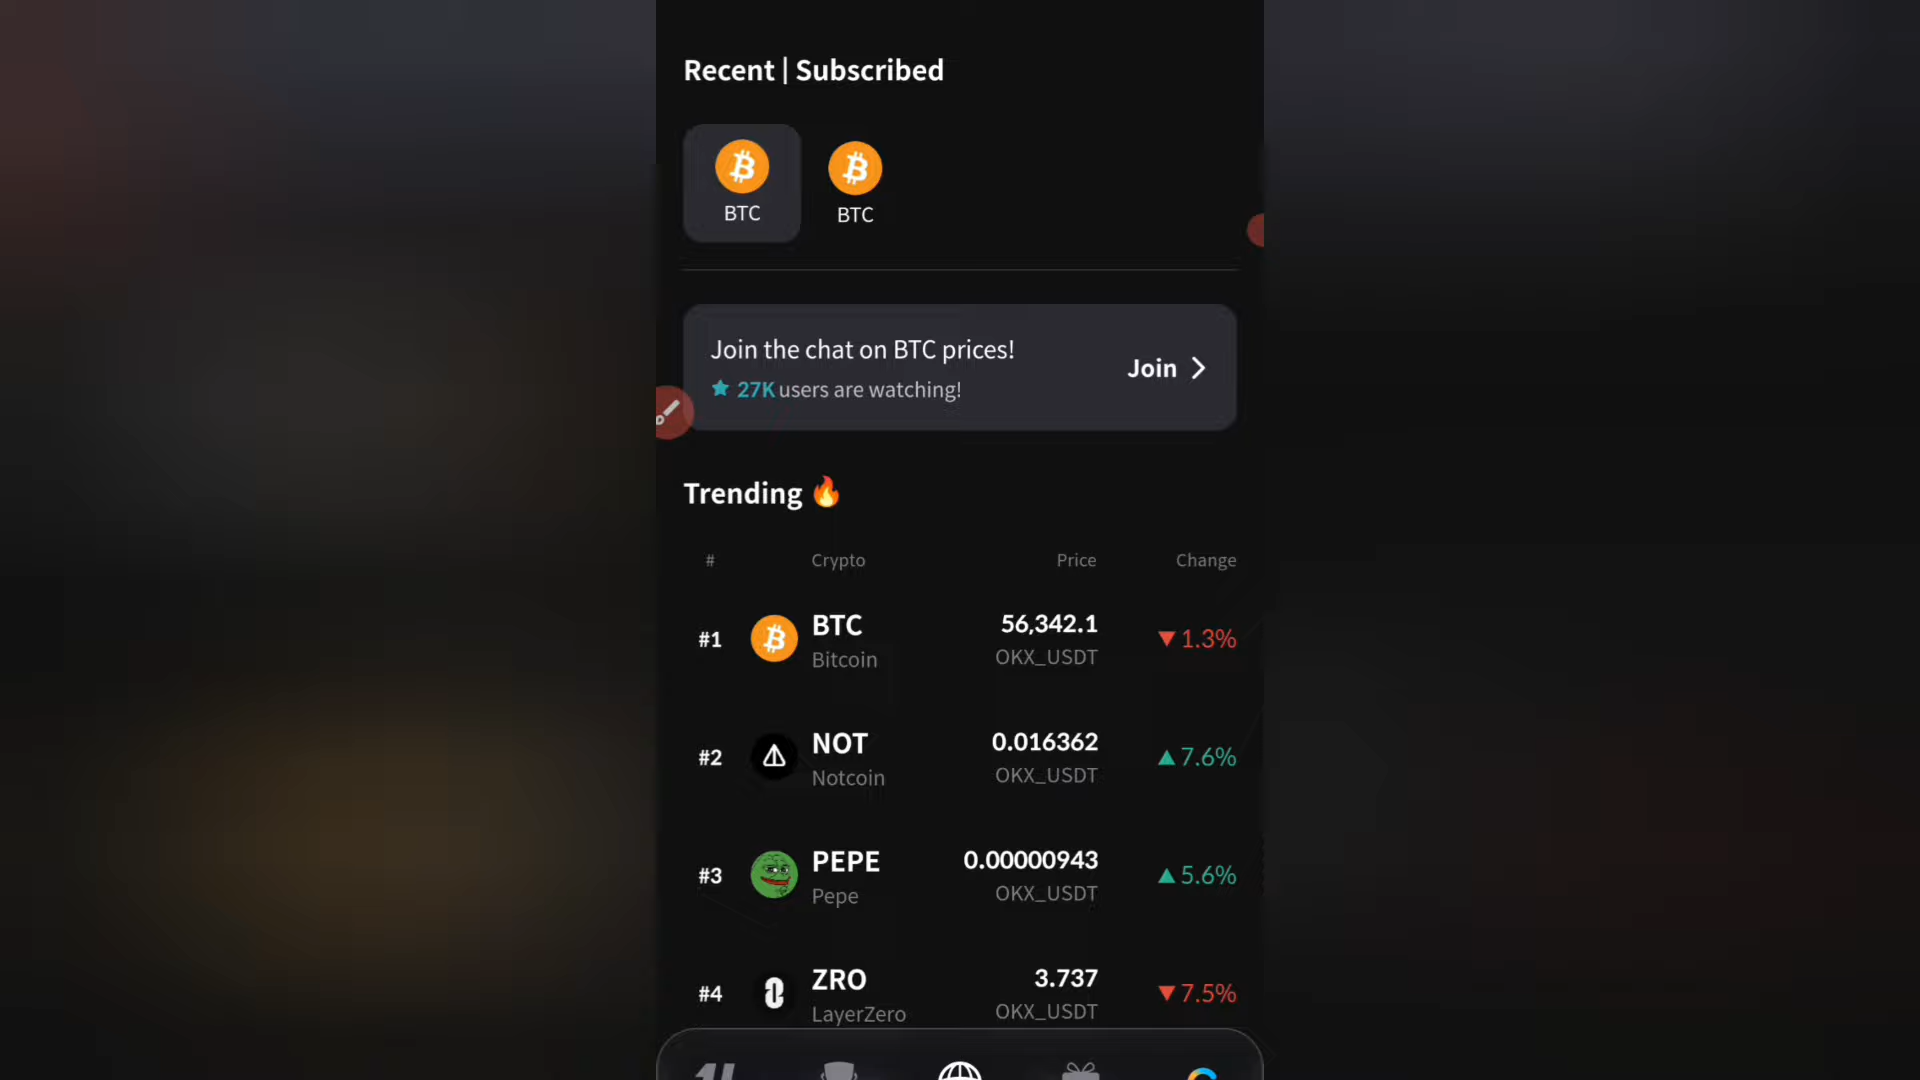 Recent | Subscribed
BTC
BTC
Join the chat on BTC prices!
27K users are watching!
Join
Trending 🔥
# Crypto Price Change
#1 BTC 56,342.1 ▼ 1.3%
Bitcoin OKX_USDT
#2 NOT 0.016362 ▲ 7.6%
Notcoin OKX_USDT
#3 PEPE 0.00000943 ▲ 5.6%
Pepe OKX_USDT
#4 ZRO 3.737 ▼ 7.5%
LayerZero OKX_USDT